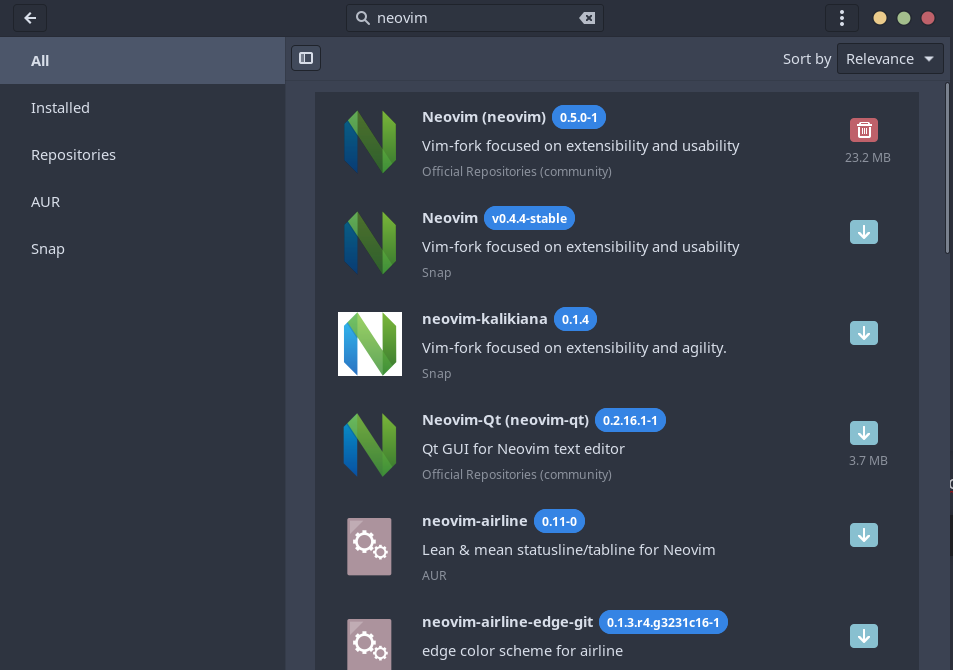 neovim
All
Installed
Repositories
AUR
Snap
Sort by Relevance
Neovim (neovim) 0.5.0-1
Vim-fork focused on extensibility and usability
Official Repositories (community)
23.2 MB
Neovim v0.4.4-stable
Vim-fork focused on extensibility and usability
Snap
neovim-kalikiana 0.1.4
Vim-fork focused on extensibility and agility.
Snap
Neovim-Qt (neovim-qt) 0.2.16.1-1
Qt GUI for Neovim text editor
Official Repositories (community)
3.7 MB
neovim-airline 0.11-0
Lean & mean statusline/tabline for Neovim
AUR
neovim-airline-edge-git 0.1.3.r4.g3231c16-1
edge color scheme for airline